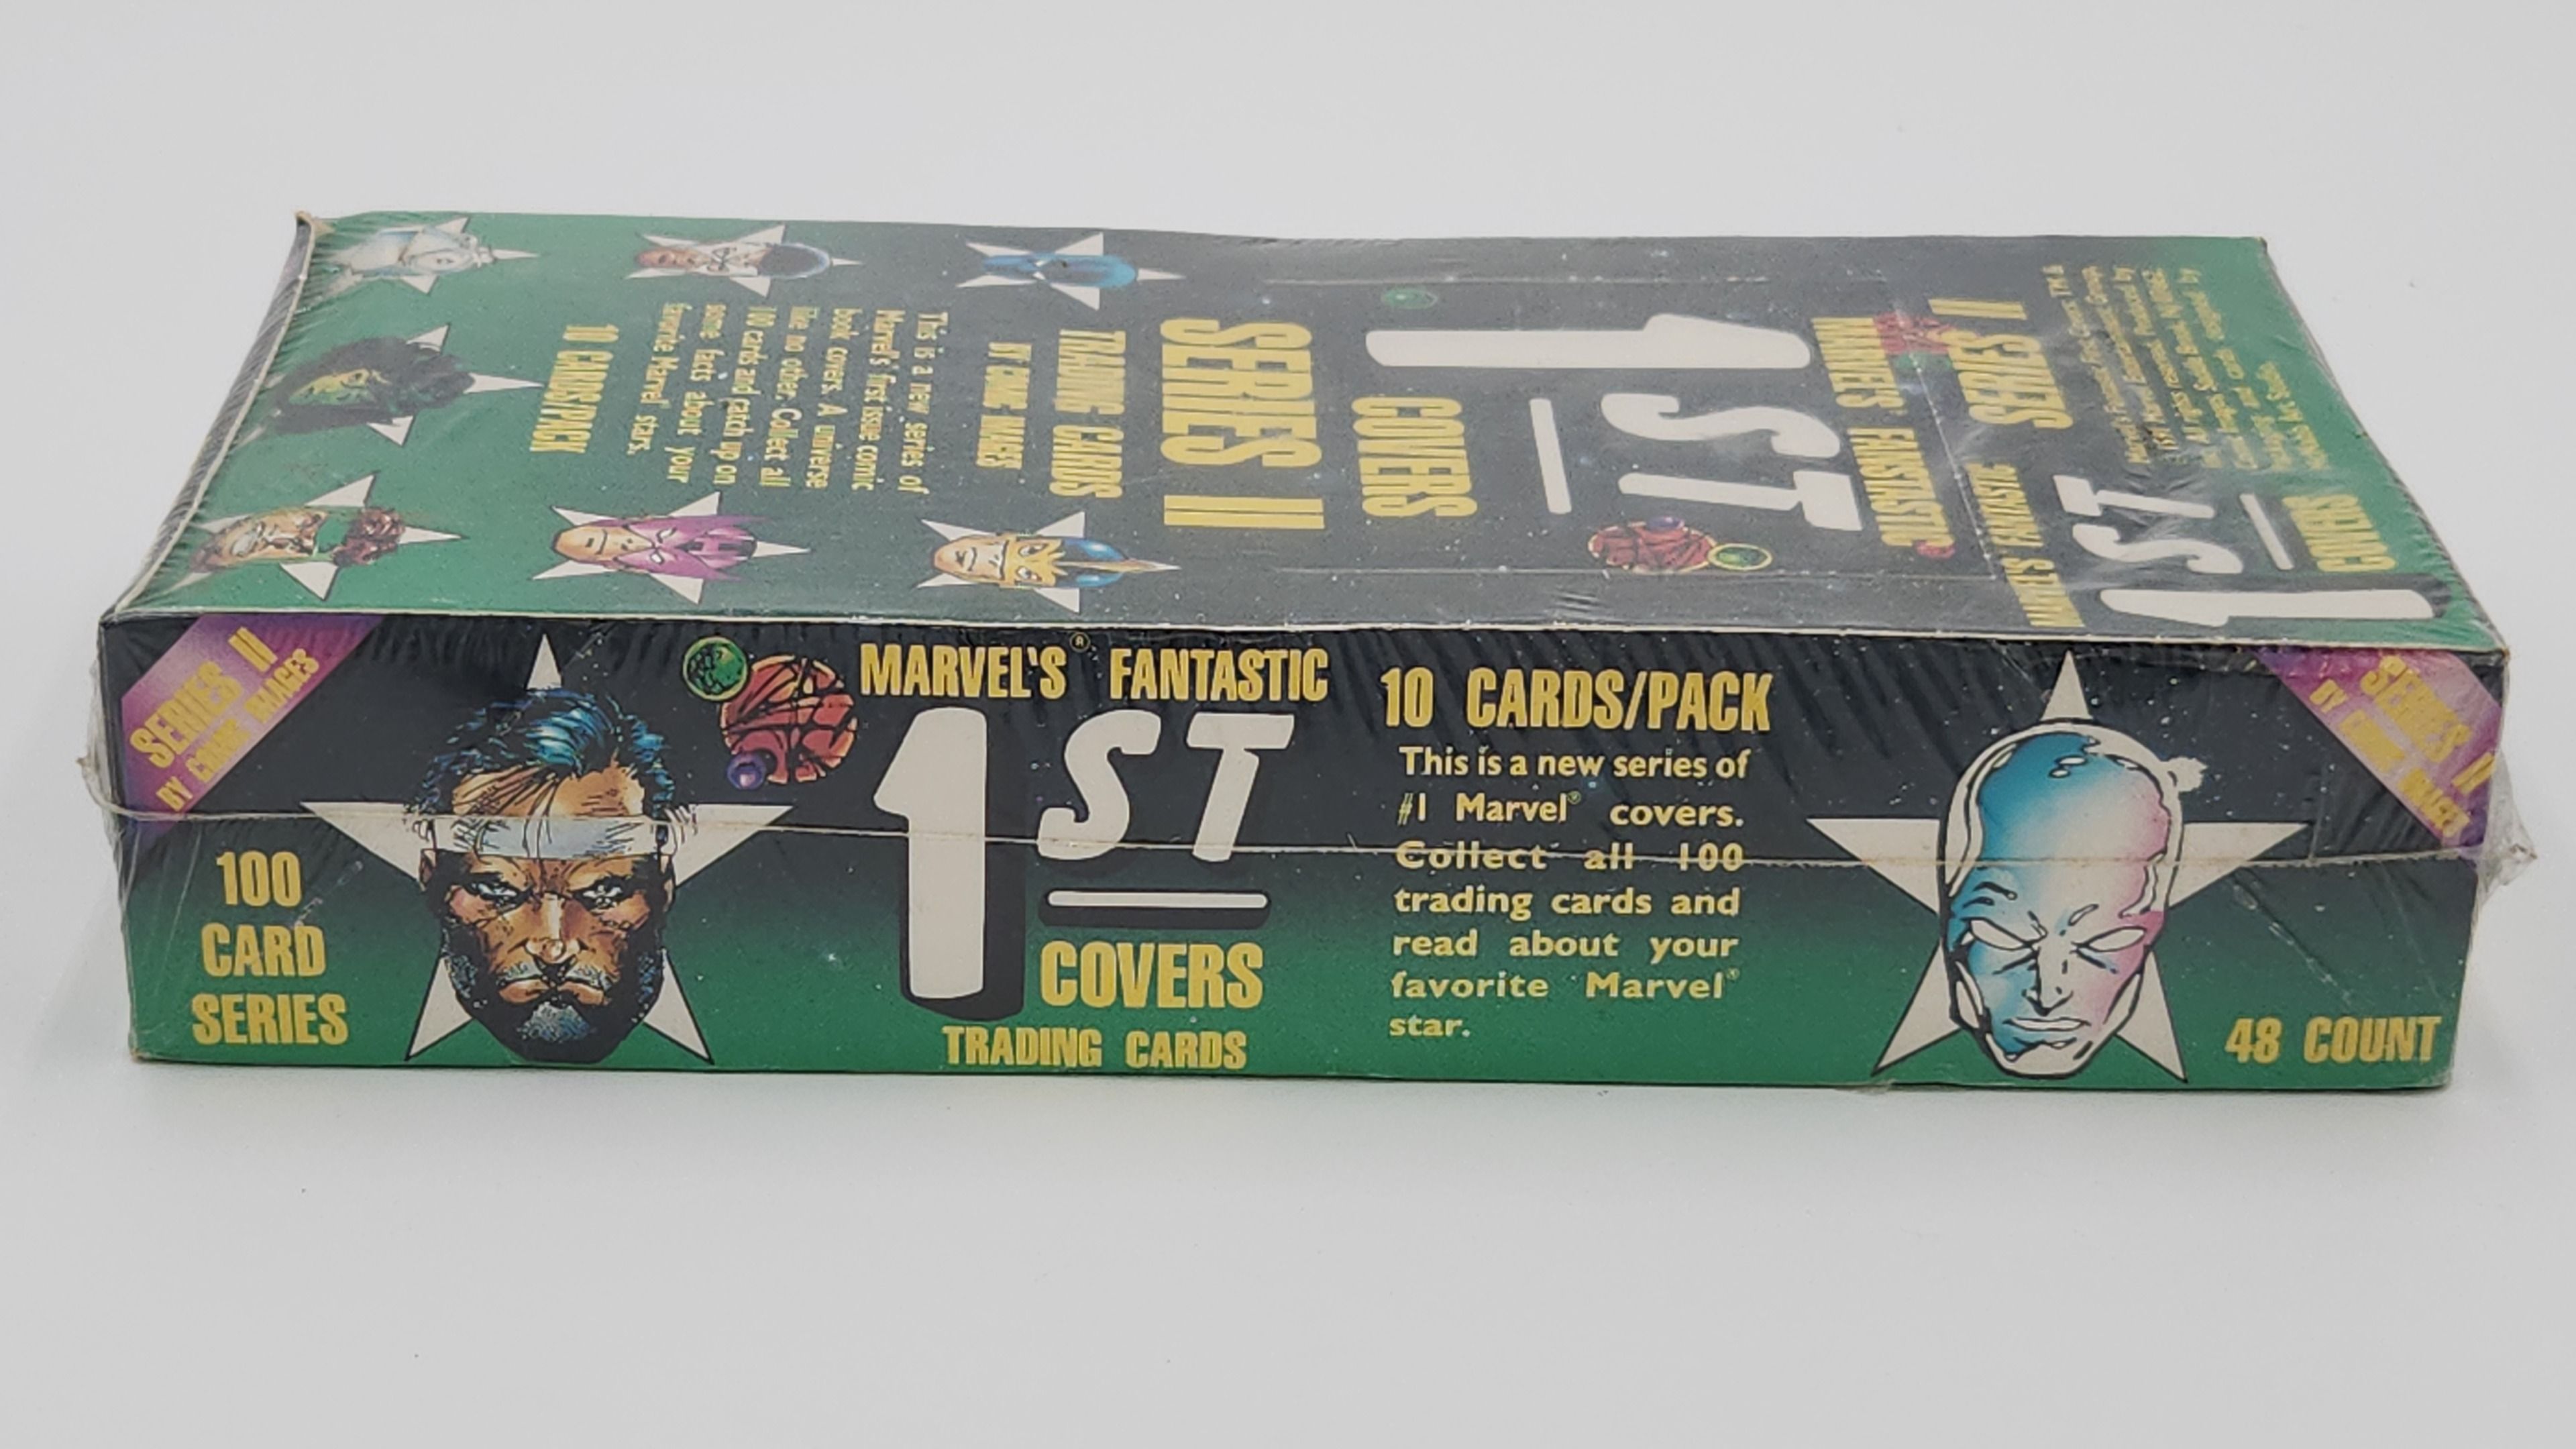 SERIES II
BY COMIC IMAGES
100
CARD
SERIES
MARVEL'S® FANTASTIC
1ST
COVERS
TRADING CARDS
10 CARDS/PACK
This is a new series of
#1 Marvel® covers.
Collect all 100
trading cards and
read about your
favorite Marvel®
star.
SERIES II
BY COMIC IMAGES
48 COUNT
MARVEL'S FANTASTIC
1ST
COVERS
SERIES II
TRADING CARDS
BY COMIC IMAGES
This is a new series of
Marvel's first issue comic
book covers. A universe
like no other. Collect all
100 cards and catch up on
some facts about your
favorite Marvel stars.
10 CARDS/PACK
SERIES II
MARVEL'S FANTASTIC
1ST
COVERS